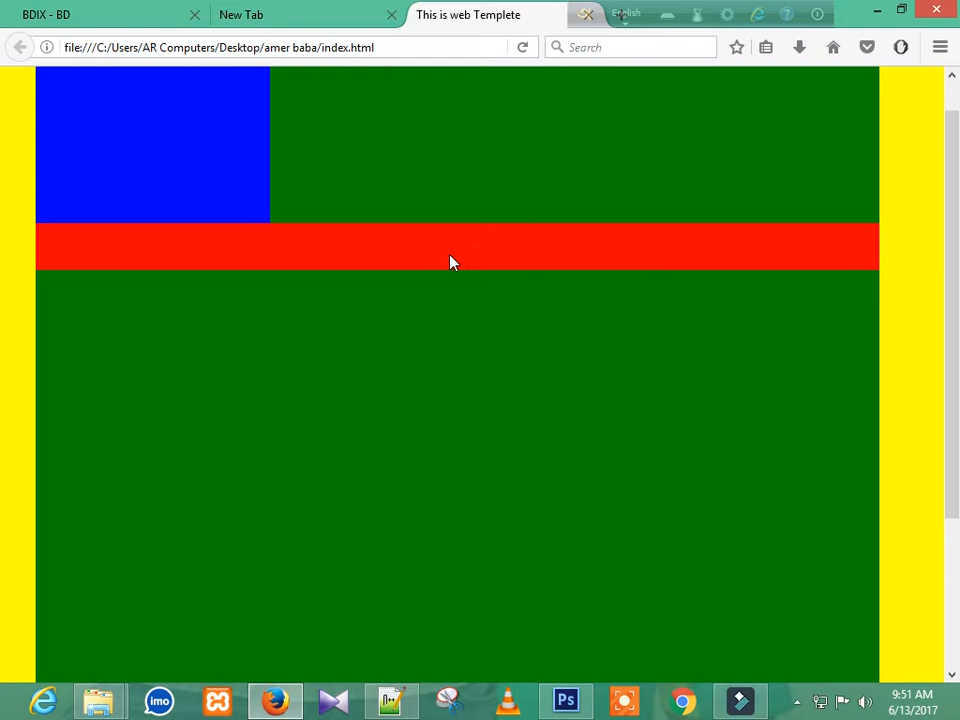 BDIX - BD
New Tab
This is web Templete
English
file:///C:/Users/AR Computers/Desktop/amer baba/index.html
Search
imo
Ps
9:51 AM
6/13/2017